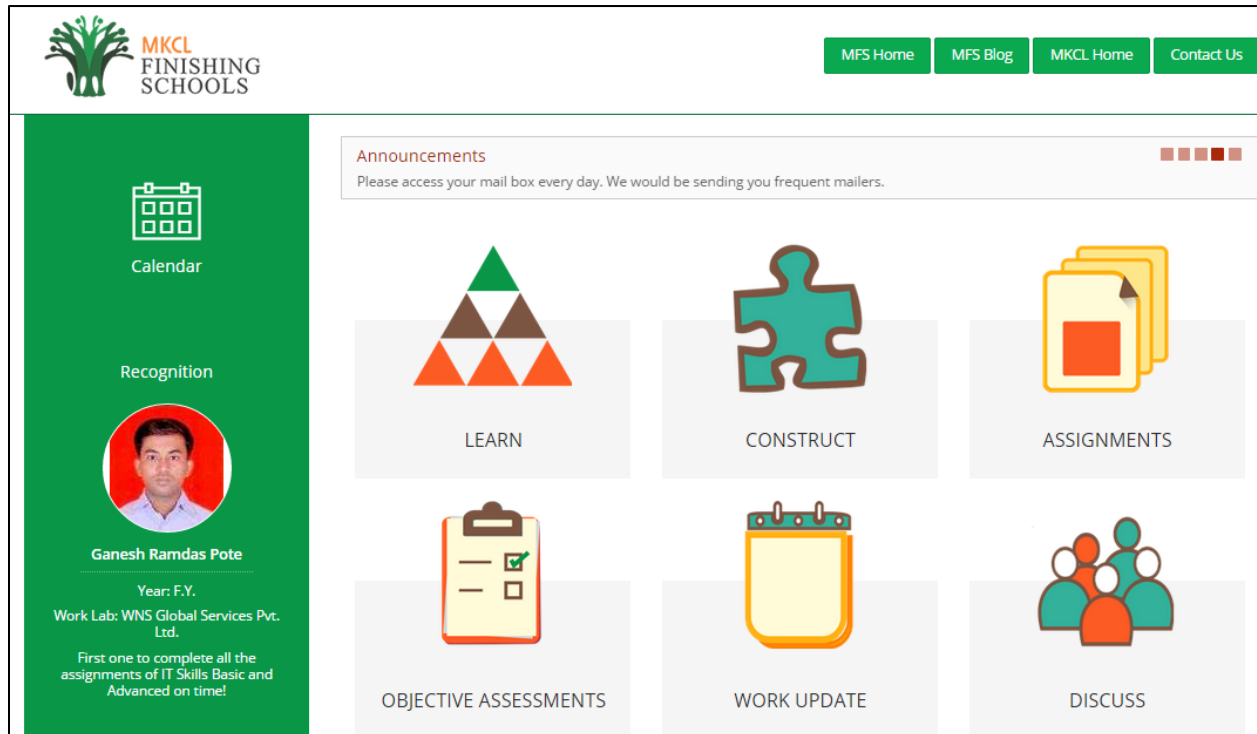 MKCL
FINISHING
SCHOOLS
MFS Home
MFS Blog
MKCL Home
Contact Us
Calendar
Recognition
Ganesh Ramdas Pote
Year: F.Y.
Work Lab: WNS Global Services Pvt.
Ltd.
First one to complete all the
assignments of IT Skills Basic and
Advanced on time!
Announcements
Please access your mail box every day. We would be sending you frequent mailers.
LEARN
CONSTRUCT
ASSIGNMENTS
OBJECTIVE ASSESSMENTS
WORK UPDATE
DISCUSS